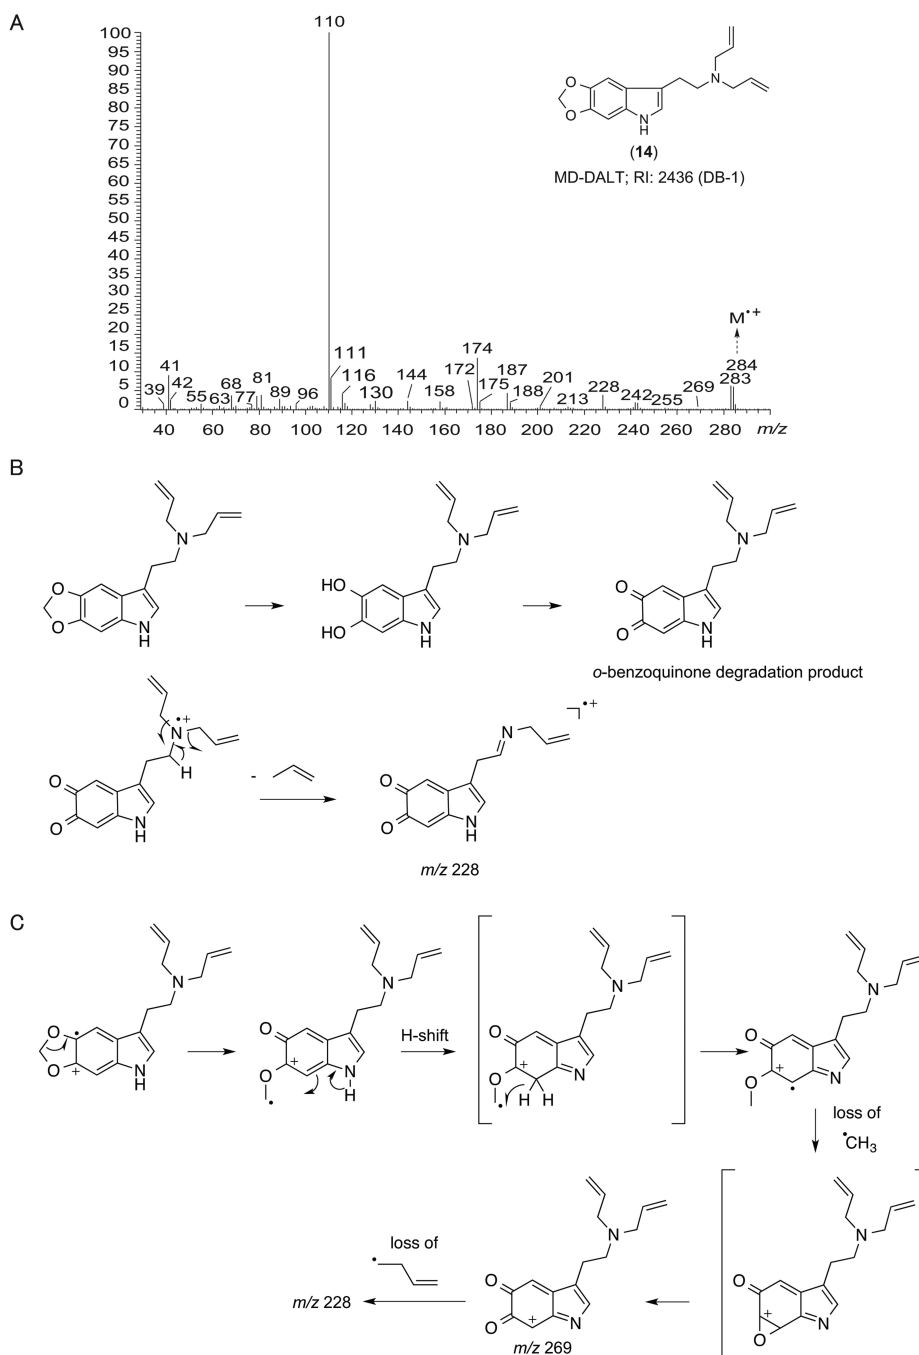 A
110
100
95
90
85
80
75
70
65
60
55
50
45
40
35
30
25
20
15
10
5
0
O
O
N
H
N
(14)
MD-DALT; RI: 2436 (DB-1)
M•+
39 41 42 55 63 68 77 81 89 96 111 116 130 144 158 172 174 175 187 188 201 213 228 242 255 269 283 284
60 80 100 120 140 160 180 200 220 240 260 280 m/z
B
N
O
O
N
H
N
HO
HO
N
H
N
O
O
N
H
o-benzoquinone degradation product
N•+
H
O
O
N
H
-
N
•+
O
O
N
H
m/z 228
C
N
O
O
•
+
N
H
N
O
O
+
•
N
H
H-shift
N
O
O
+
•
H H
N
N
O
O
+
•
N
loss of
•CH3
N
O
O
+
N
m/z 269
N
O
O
+
N
loss of
•
m/z 228